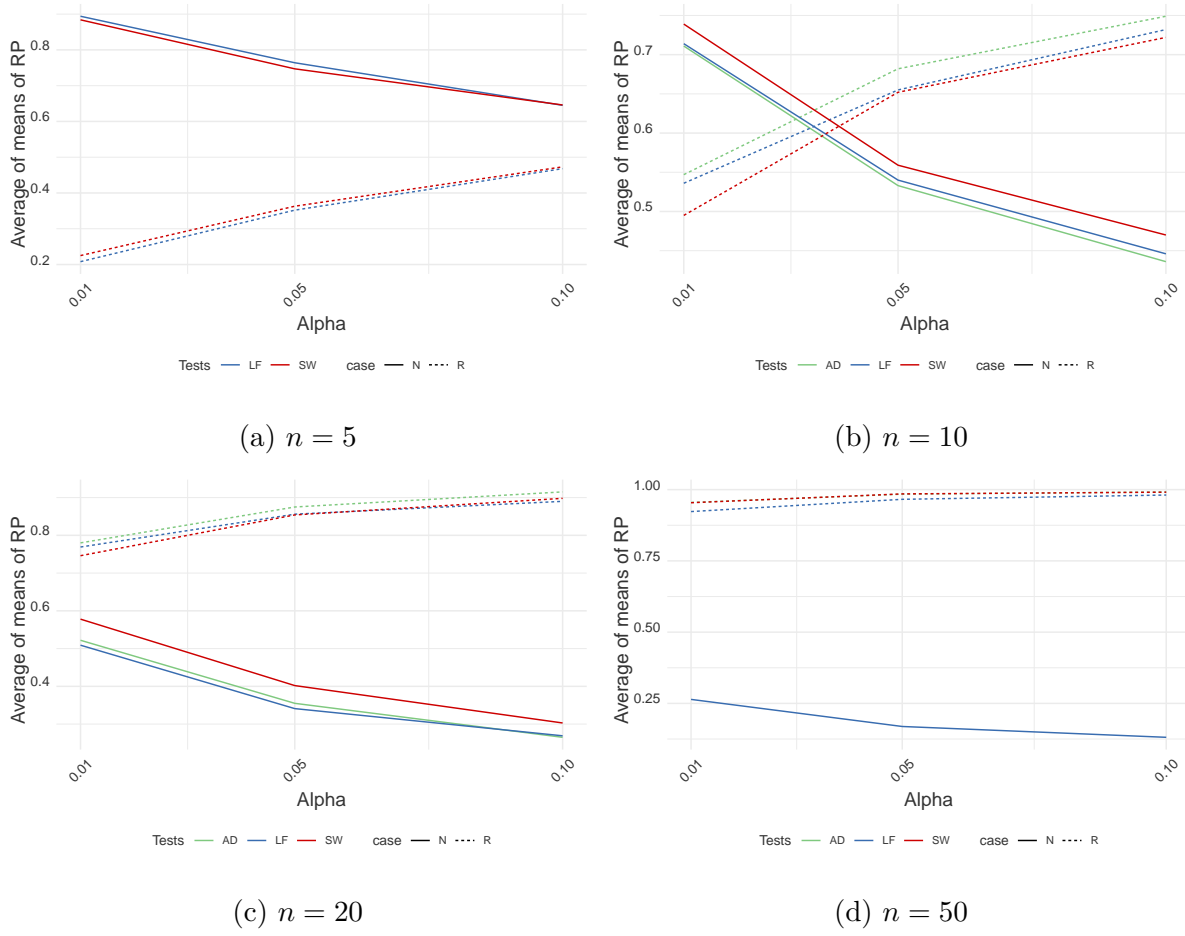 Average of means of RP
0.8
0.6
0.4
0.2
0.01
0.05
0.10
Alpha
Tests LF SW case N R
(a) n = 5
Average of means of RP
0.7
0.6
0.5
0.01
0.05
0.10
Alpha
Tests AD LF SW case N R
(b) n = 10
Average of means of RP
0.8
0.6
0.4
0.01
0.05
0.10
Alpha
Tests AD LF SW case N R
(c) n = 20
Average of means of RP
1.00
0.75
0.50
0.25
0.01
0.05
0.10
Alpha
Tests AD LF SW case N R
(d) n = 50